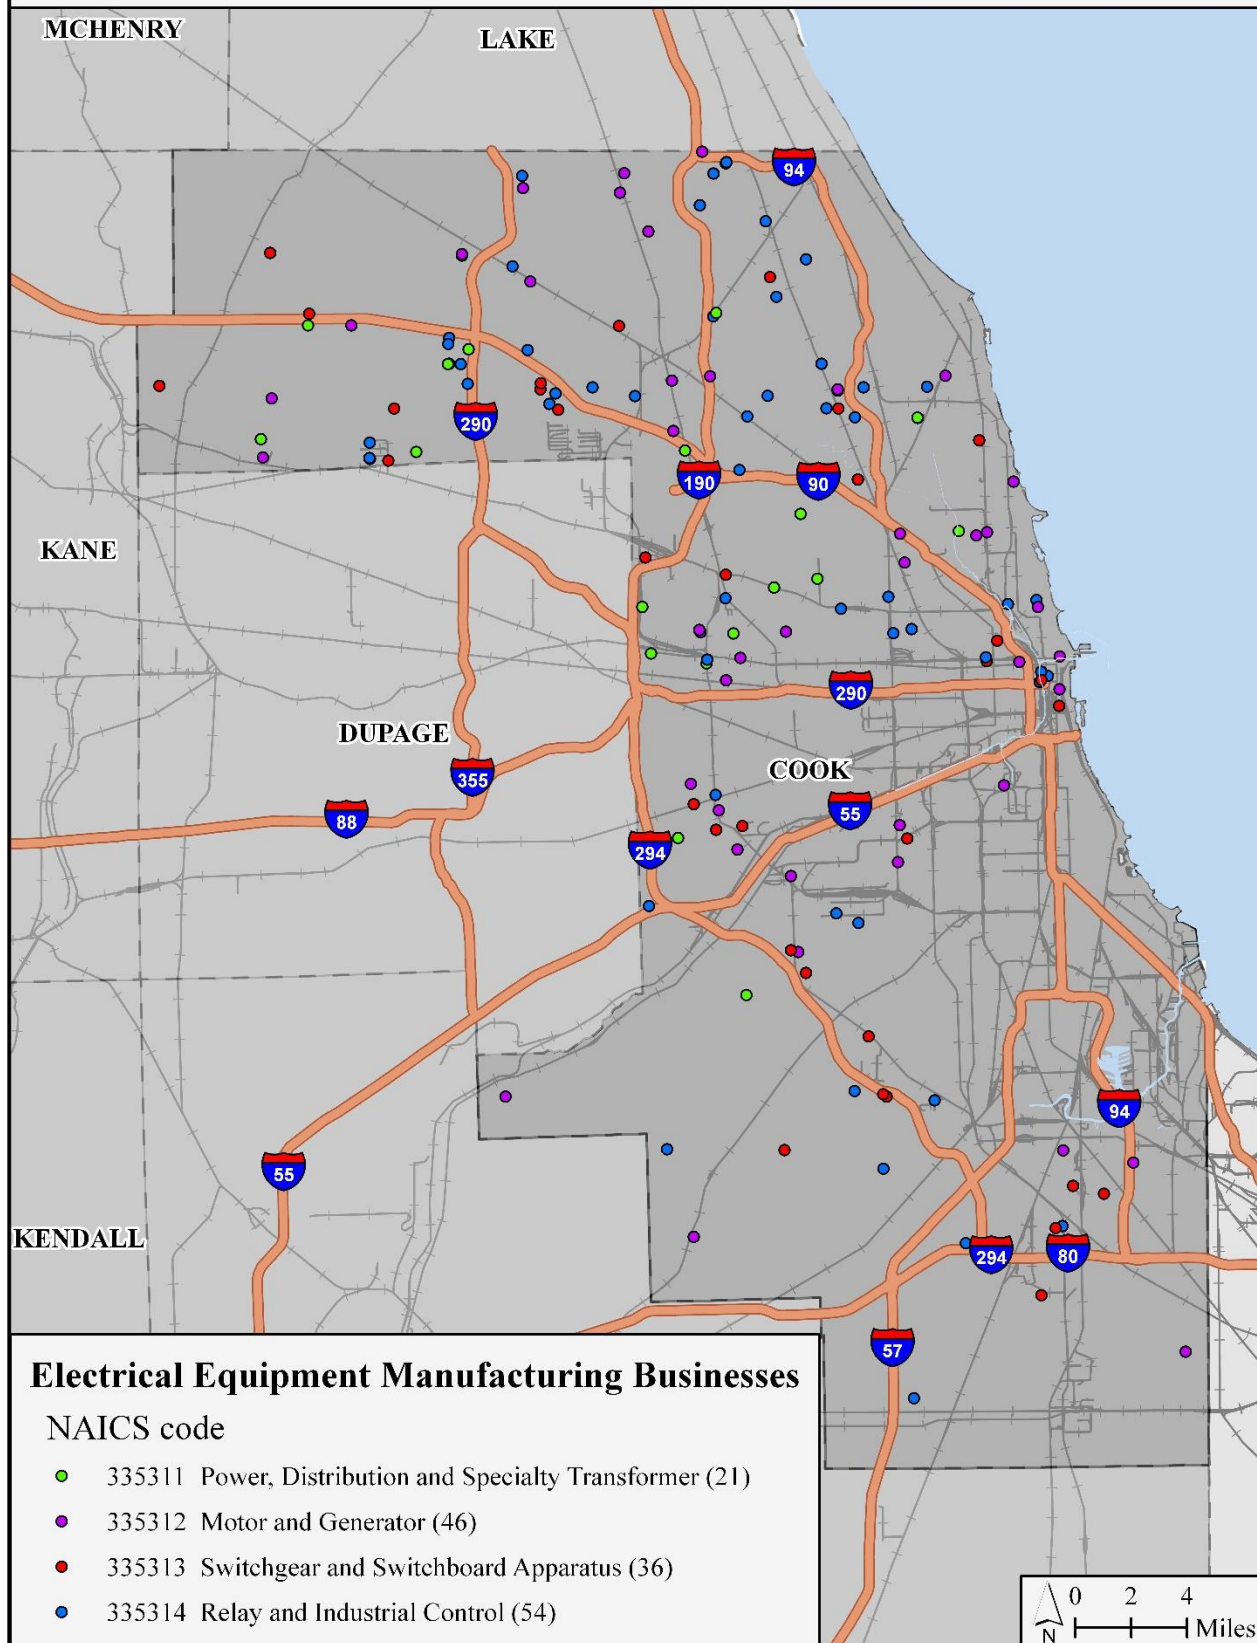 MCHENRY
LAKE
94
290
190
90
KANE
290
DUPAGE
COOK
355
55
88
294
94
55
KENDALL
294
80
57
Electrical Equipment Manufacturing Businesses
NAICS code
335311 Power, Distribution and Specialty Transformer (21)
335312 Motor and Generator (46)
335313 Switchgear and Switchboard Apparatus (36)
335314 Relay and Industrial Control (54)
0 2 4
Miles
N